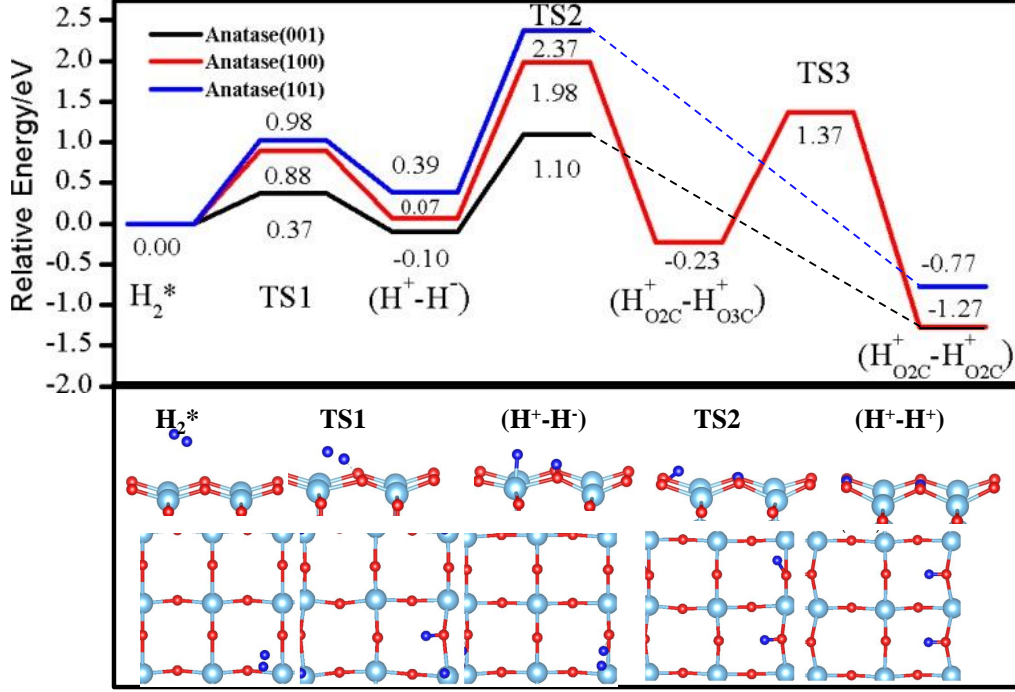 Relative Energy/eV
2.5
2.0
1.5
1.0
0.5
0.0
-0.5
-1.0
-1.5
-2.0
Anatase(001)
Anatase(100)
Anatase(101)
TS2
2.37
1.98
1.10
TS3
1.37
0.98
0.88
0.37
0.39
0.07
-0.10
0.00
-0.23
-0.77
-1.27
H₂*
TS1
(H⁺-H⁻)
(H⁺O2C-H⁺O3C)
(H⁺O2C-H⁺O2C)
H₂* TS1 (H⁺-H⁻) TS2 (H⁺-H⁺)